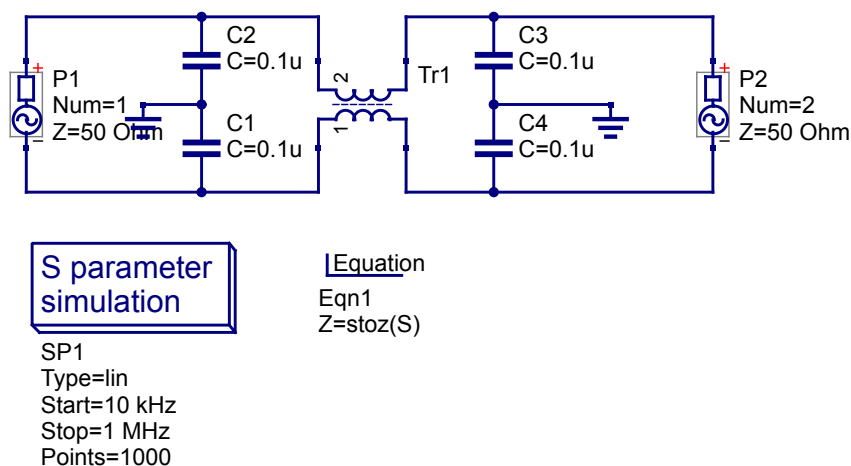 P1
Num=1
Z=50 Ohm
C2
C=0.1u
C1
C=0.1u
2
1
Tr1
C3
C=0.1u
C4
C=0.1u
P2
Num=2
Z=50 Ohm
S parameter
simulation
SP1
Type=lin
Start=10 kHz
Stop=1 MHz
Points=1000
Equation
Eqn1
Z=stoz(S)